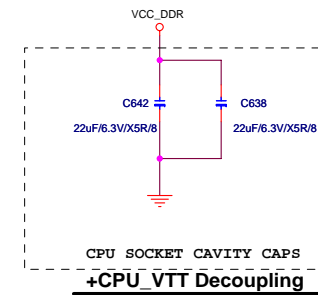 VCC_DDR
C642
C638
22uF/6.3V/X5R/8
22uF/6.3V/X5R/8
CPU SOCKET CAVITY CAPS
+CPU_VTT Decoupling